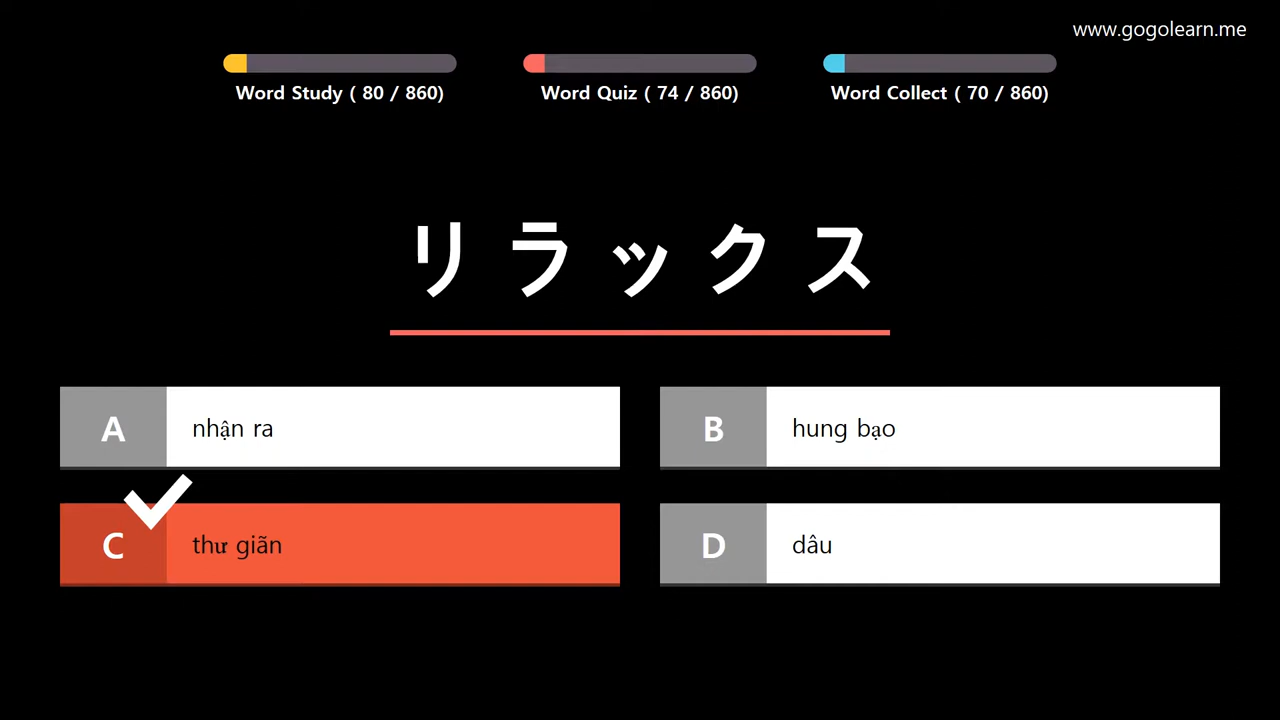 www.gogolearn.me
Word Study ( 80 / 860)
Word Quiz ( 74 / 860)
Word Collect ( 70 / 860)
リラックス
A nhận ra
B hung bạo
C thư giãn
D dâu